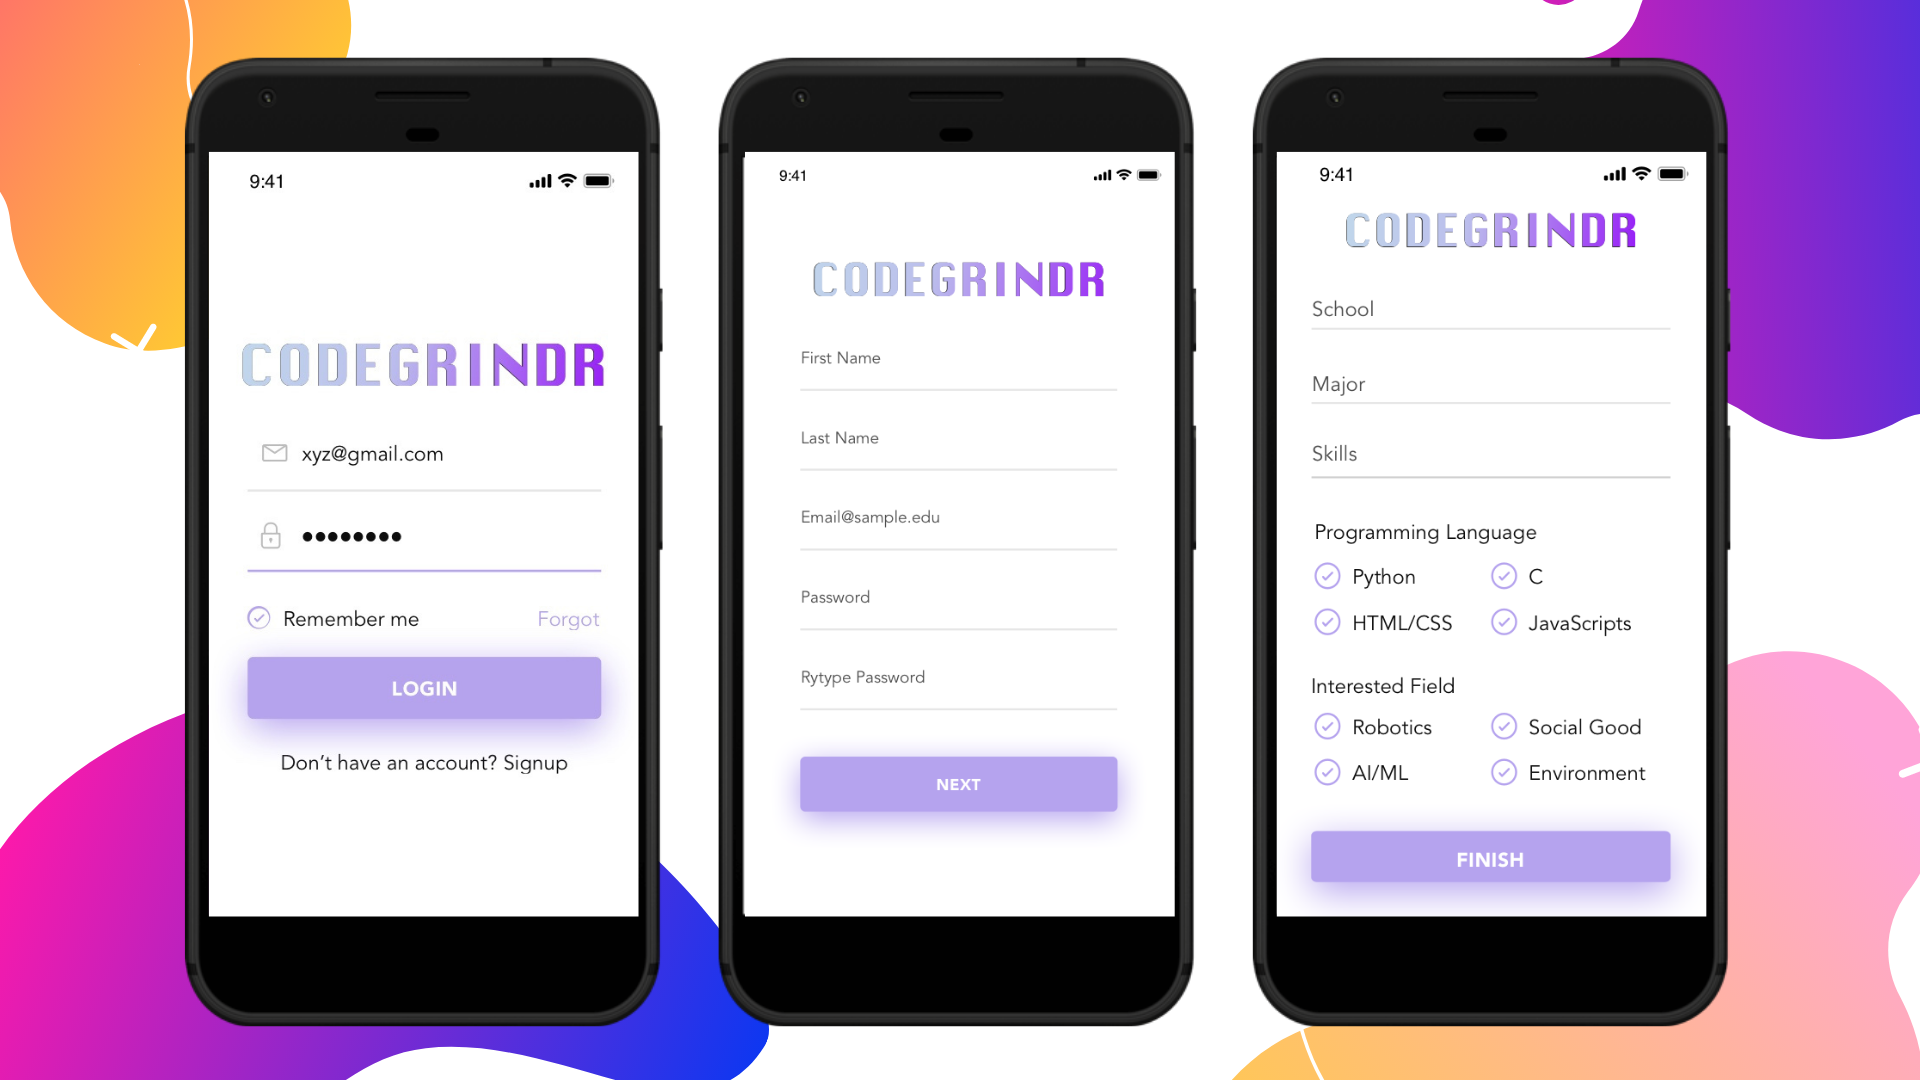 9:41
CODEGRINDR
xyz@gmail.com
Remember me
Forgot
LOGIN
Don't have an account? Signup
9:41
CODEGRINDR
First Name
Last Name
Email@sample.edu
Password
Rytype Password
NEXT
9:41
CODEGRINDR
School
Major
Skills
Programming Language
Python
C
HTML/CSS
JavaScripts
Interested Field
Robotics
Social Good
AI/ML
Environment
FINISH